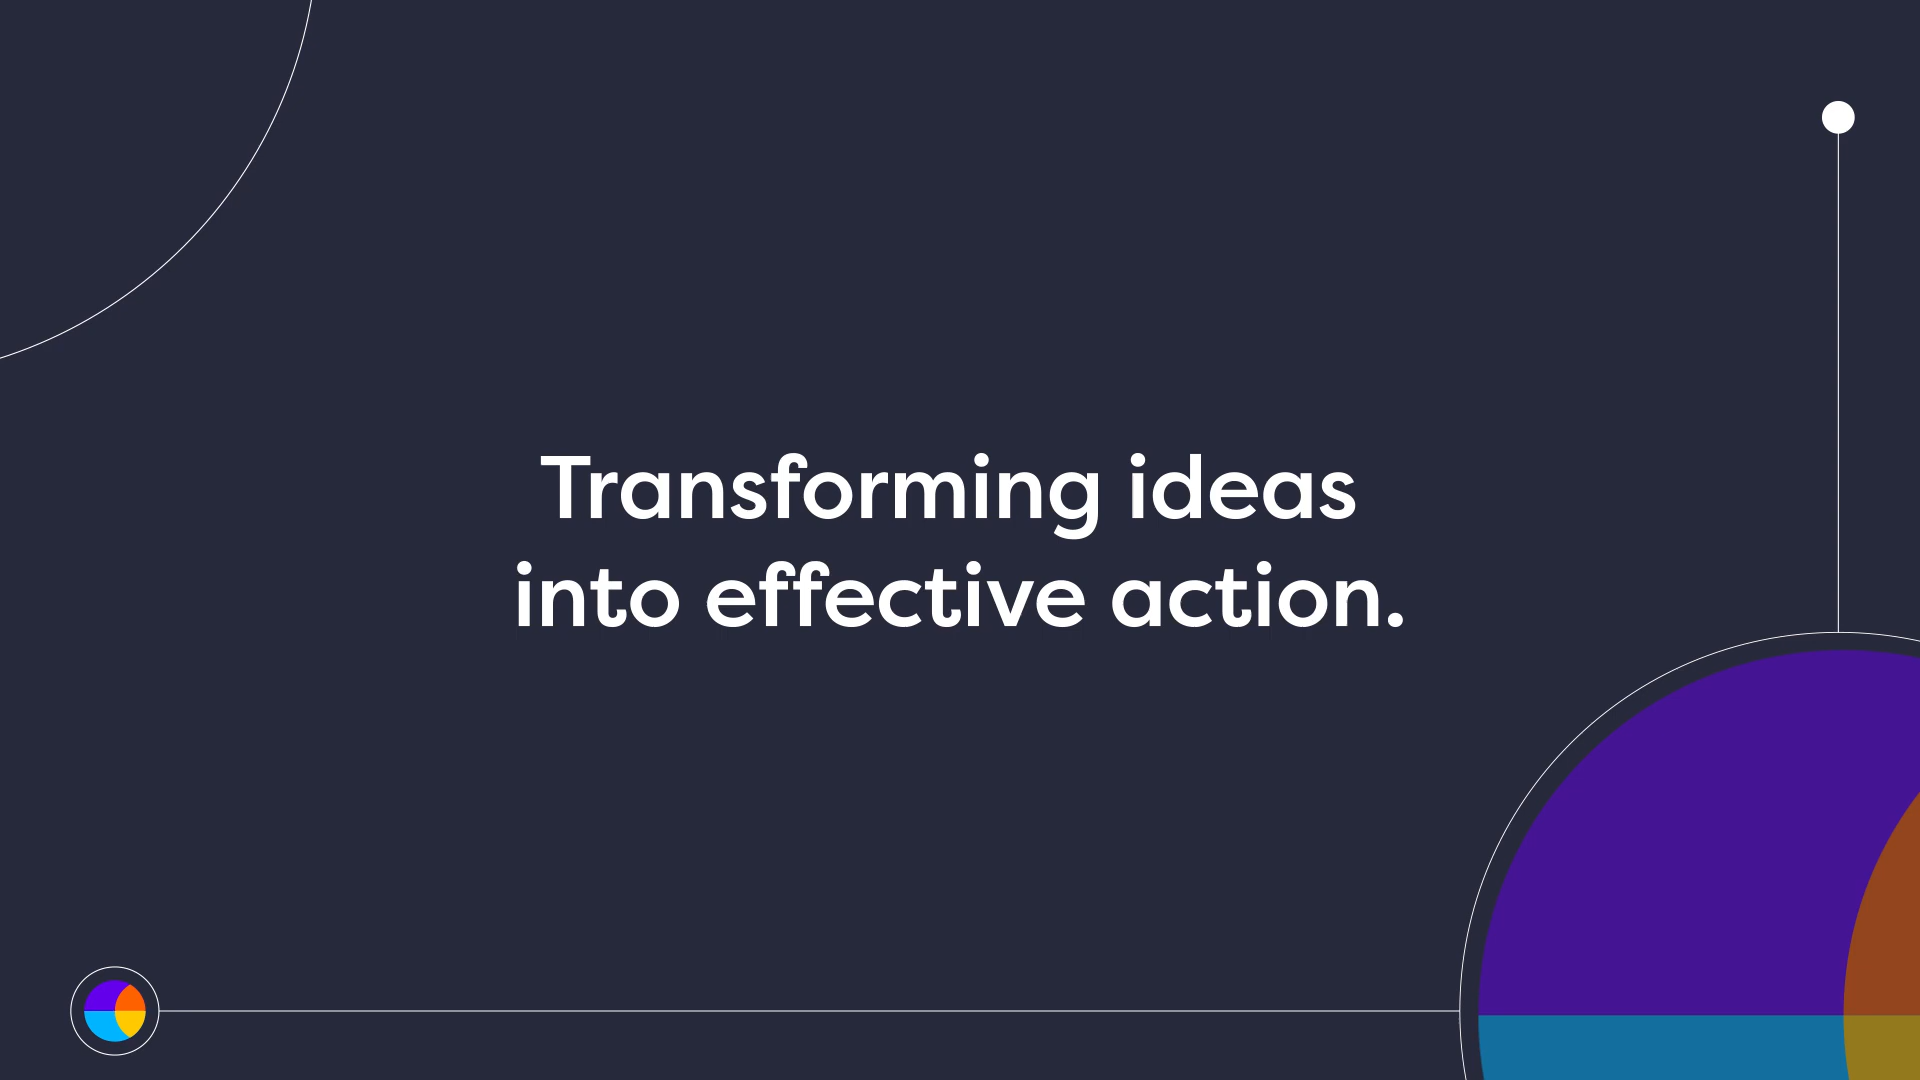 Transforming ideas
into effective action.